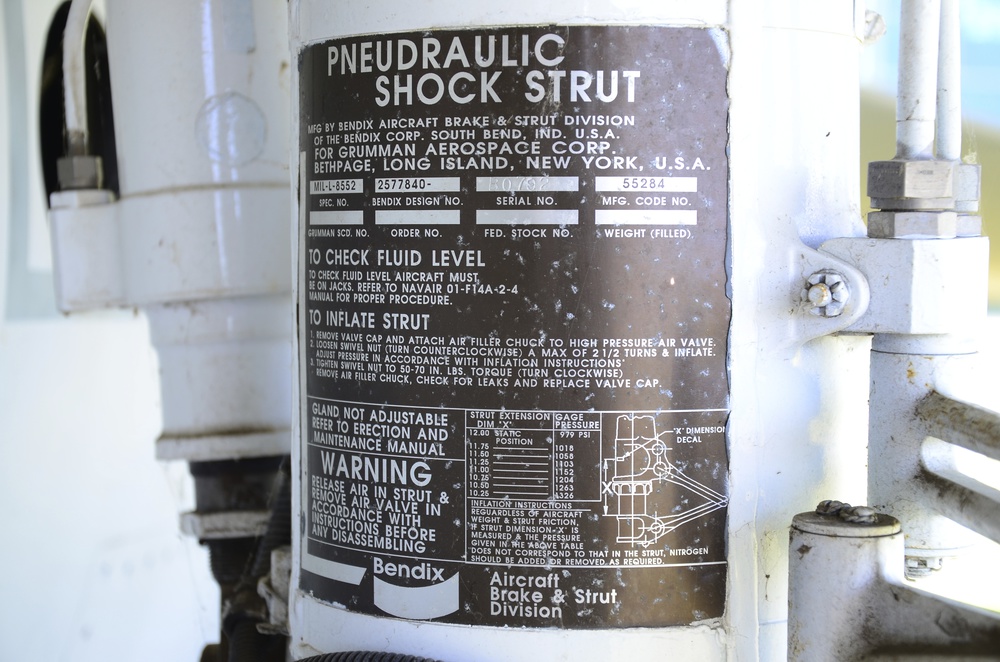 PNEUDRAULIC
SHOCK STRUT
MFG BY BENDIX AIRCRAFT BRAKE & STRUT DIVISION
OF THE BENDIX CORP. SOUTH BEND, IND. U.S.A.
FOR GRUMMAN AEROSPACE CORP.
BETHPAGE, LONG ISLAND, NEW YORK, U.S.A.
MIL-L-8552 2577840- 55284
SPEC. NO. BENDIX DESIGN NO. SERIAL NO. MFG. CODE NO.
GRUMMAN SCD. NO. ORDER NO. FED. STOCK NO. WEIGHT (FILLED).
TO CHECK FLUID LEVEL
TO CHECK FLUID LEVEL AIRCRAFT MUST
BE ON JACKS. REFER TO NAVAIR 01-F14A-2-4
MANUAL FOR PROPER PROCEDURE.
TO INFLATE STRUT
1. REMOVE VALVE CAP AND ATTACH AIR FILLER CHUCK TO HIGH PRESSURE AIR VALVE.
2. LOOSEN SWIVEL NUT (TURN COUNTERCLOCKWISE) A MAX OF 2 1/2 TURNS & INFLATE.
ADJUST PRESSURE IN ACCORDANCE WITH INFLATION INSTRUCTIONS
3. TIGHTEN SWIVEL NUT TO 50-70 IN. LBS. TORQUE (TURN CLOCKWISE)
REMOVE AIR FILLER CHUCK, CHECK FOR LEAKS AND REPLACE VALVE CAP.
GLAND NOT ADJUSTABLE
REFER TO ERECTION AND
MAINTENANCE MANUAL
WARNING
RELEASE AIR IN STRUT &
REMOVE AIR VALVE IN
ACCORDANCE WITH
INSTRUCTIONS BEFORE
ANY DISASSEMBLING
STRUT EXTENSION GAGE
DIM. "X" PRESSURE
12.00 STATIC 979 PSI
POSITION
11.75 1018
11.50 1058
11.25 1103
11.00 1152
10.75 1204
10.50 1263
10.25 1326
"X" DIMENSION
DECAL
X
INFLATION INSTRUCTIONS
REGUARDLESS OF AIRCRAFT
WEIGHT & STRUT FRICTION,
IF STRUT DIMENSION "X" IS
MEASURED & THE PRESSURE
GIVEN IN THE ABOVE TABLE
DOES NOT CORRESPOND TO THAT IN THE STRUT, NITROGEN
SHOULD BE ADDED OR REMOVED AS REQUIRED.
Bendix
Aircraft
Brake & Strut
Division